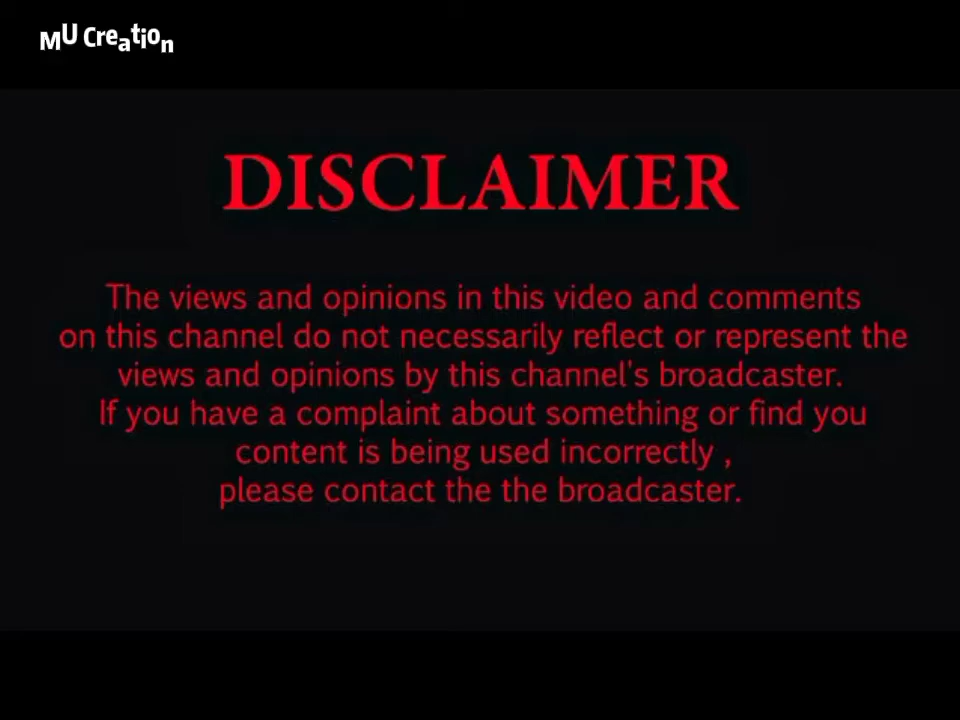 MU Creation
DISCLAIMER
The views and opinions in this video and comments
on this channel do not necessarily reflect or represent the
views and opinions by this channel's broadcaster.
If you have a complaint about something or find you
content is being used incorrectly ,
please contact the the broadcaster.